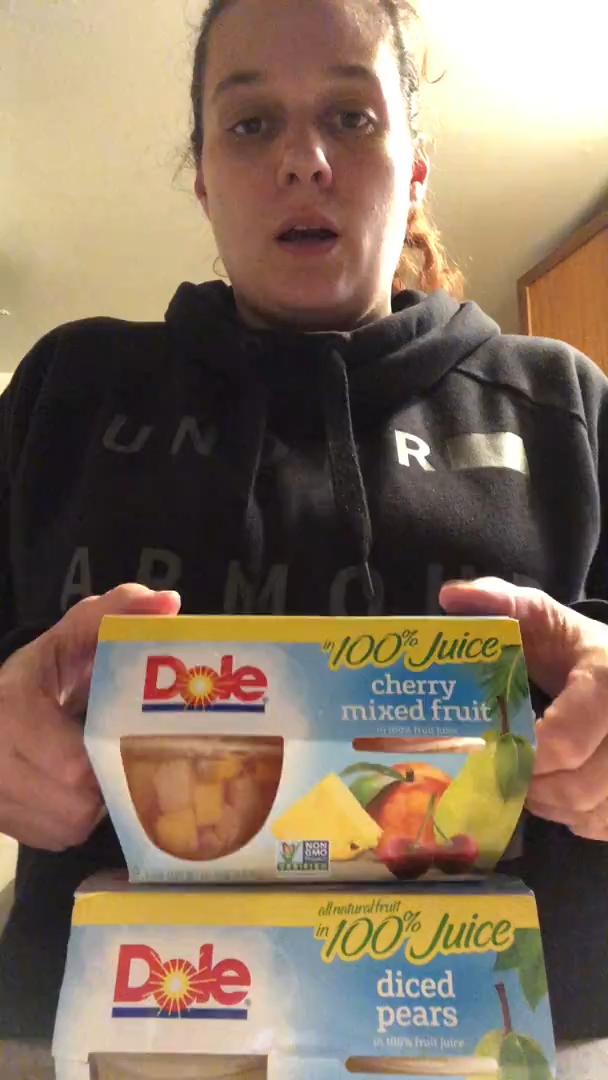 UN R
ARMOU
in 100% Juice
Dole
cherry
mixed fruit
in 100% fruit juice
NON
GMO
VERIFIED
all natural fruit
in 100% Juice
Dole
diced
pears
in 100% fruit juice